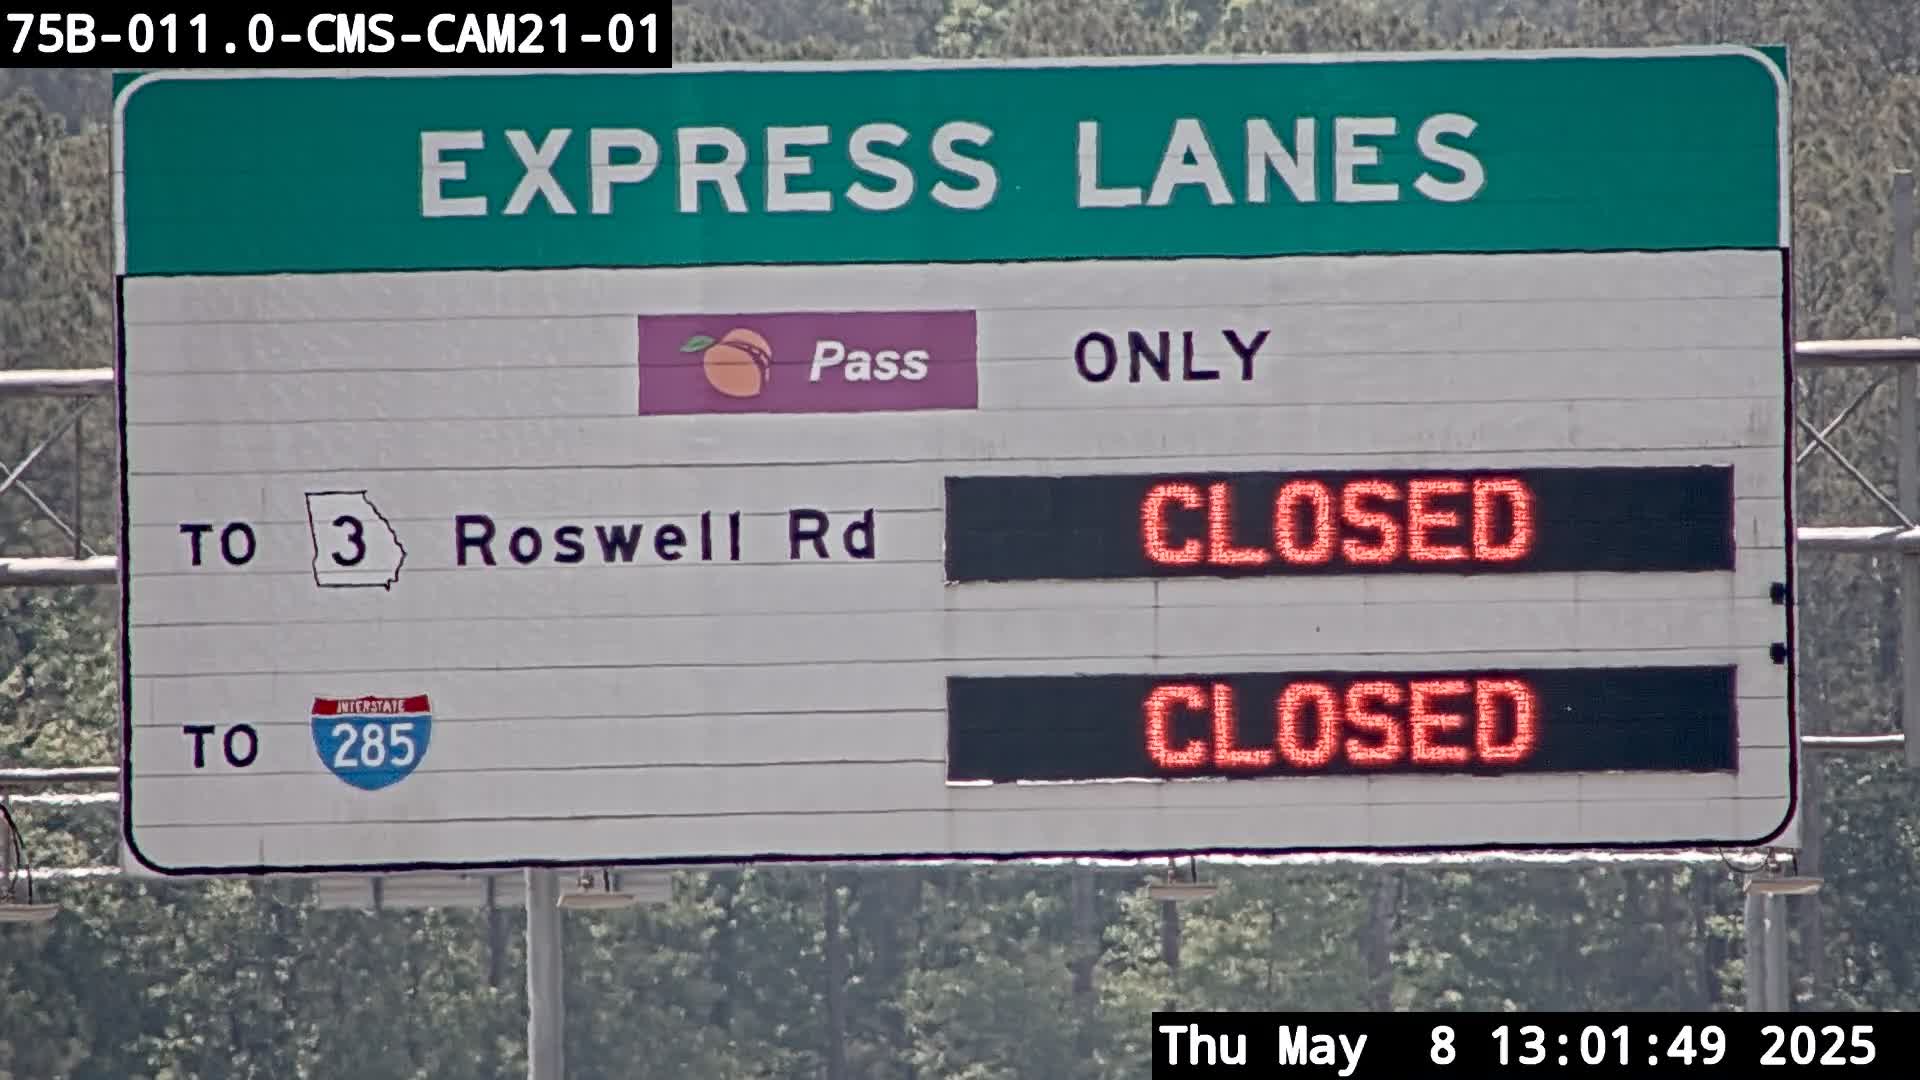 75B-011.0-CMS-CAM21-01
EXPRESS LANES
Pass ONLY
TO 3 Roswell Rd CLOSED
TO INTERSTATE 285 CLOSED
Thu May 8 13:01:49 2025